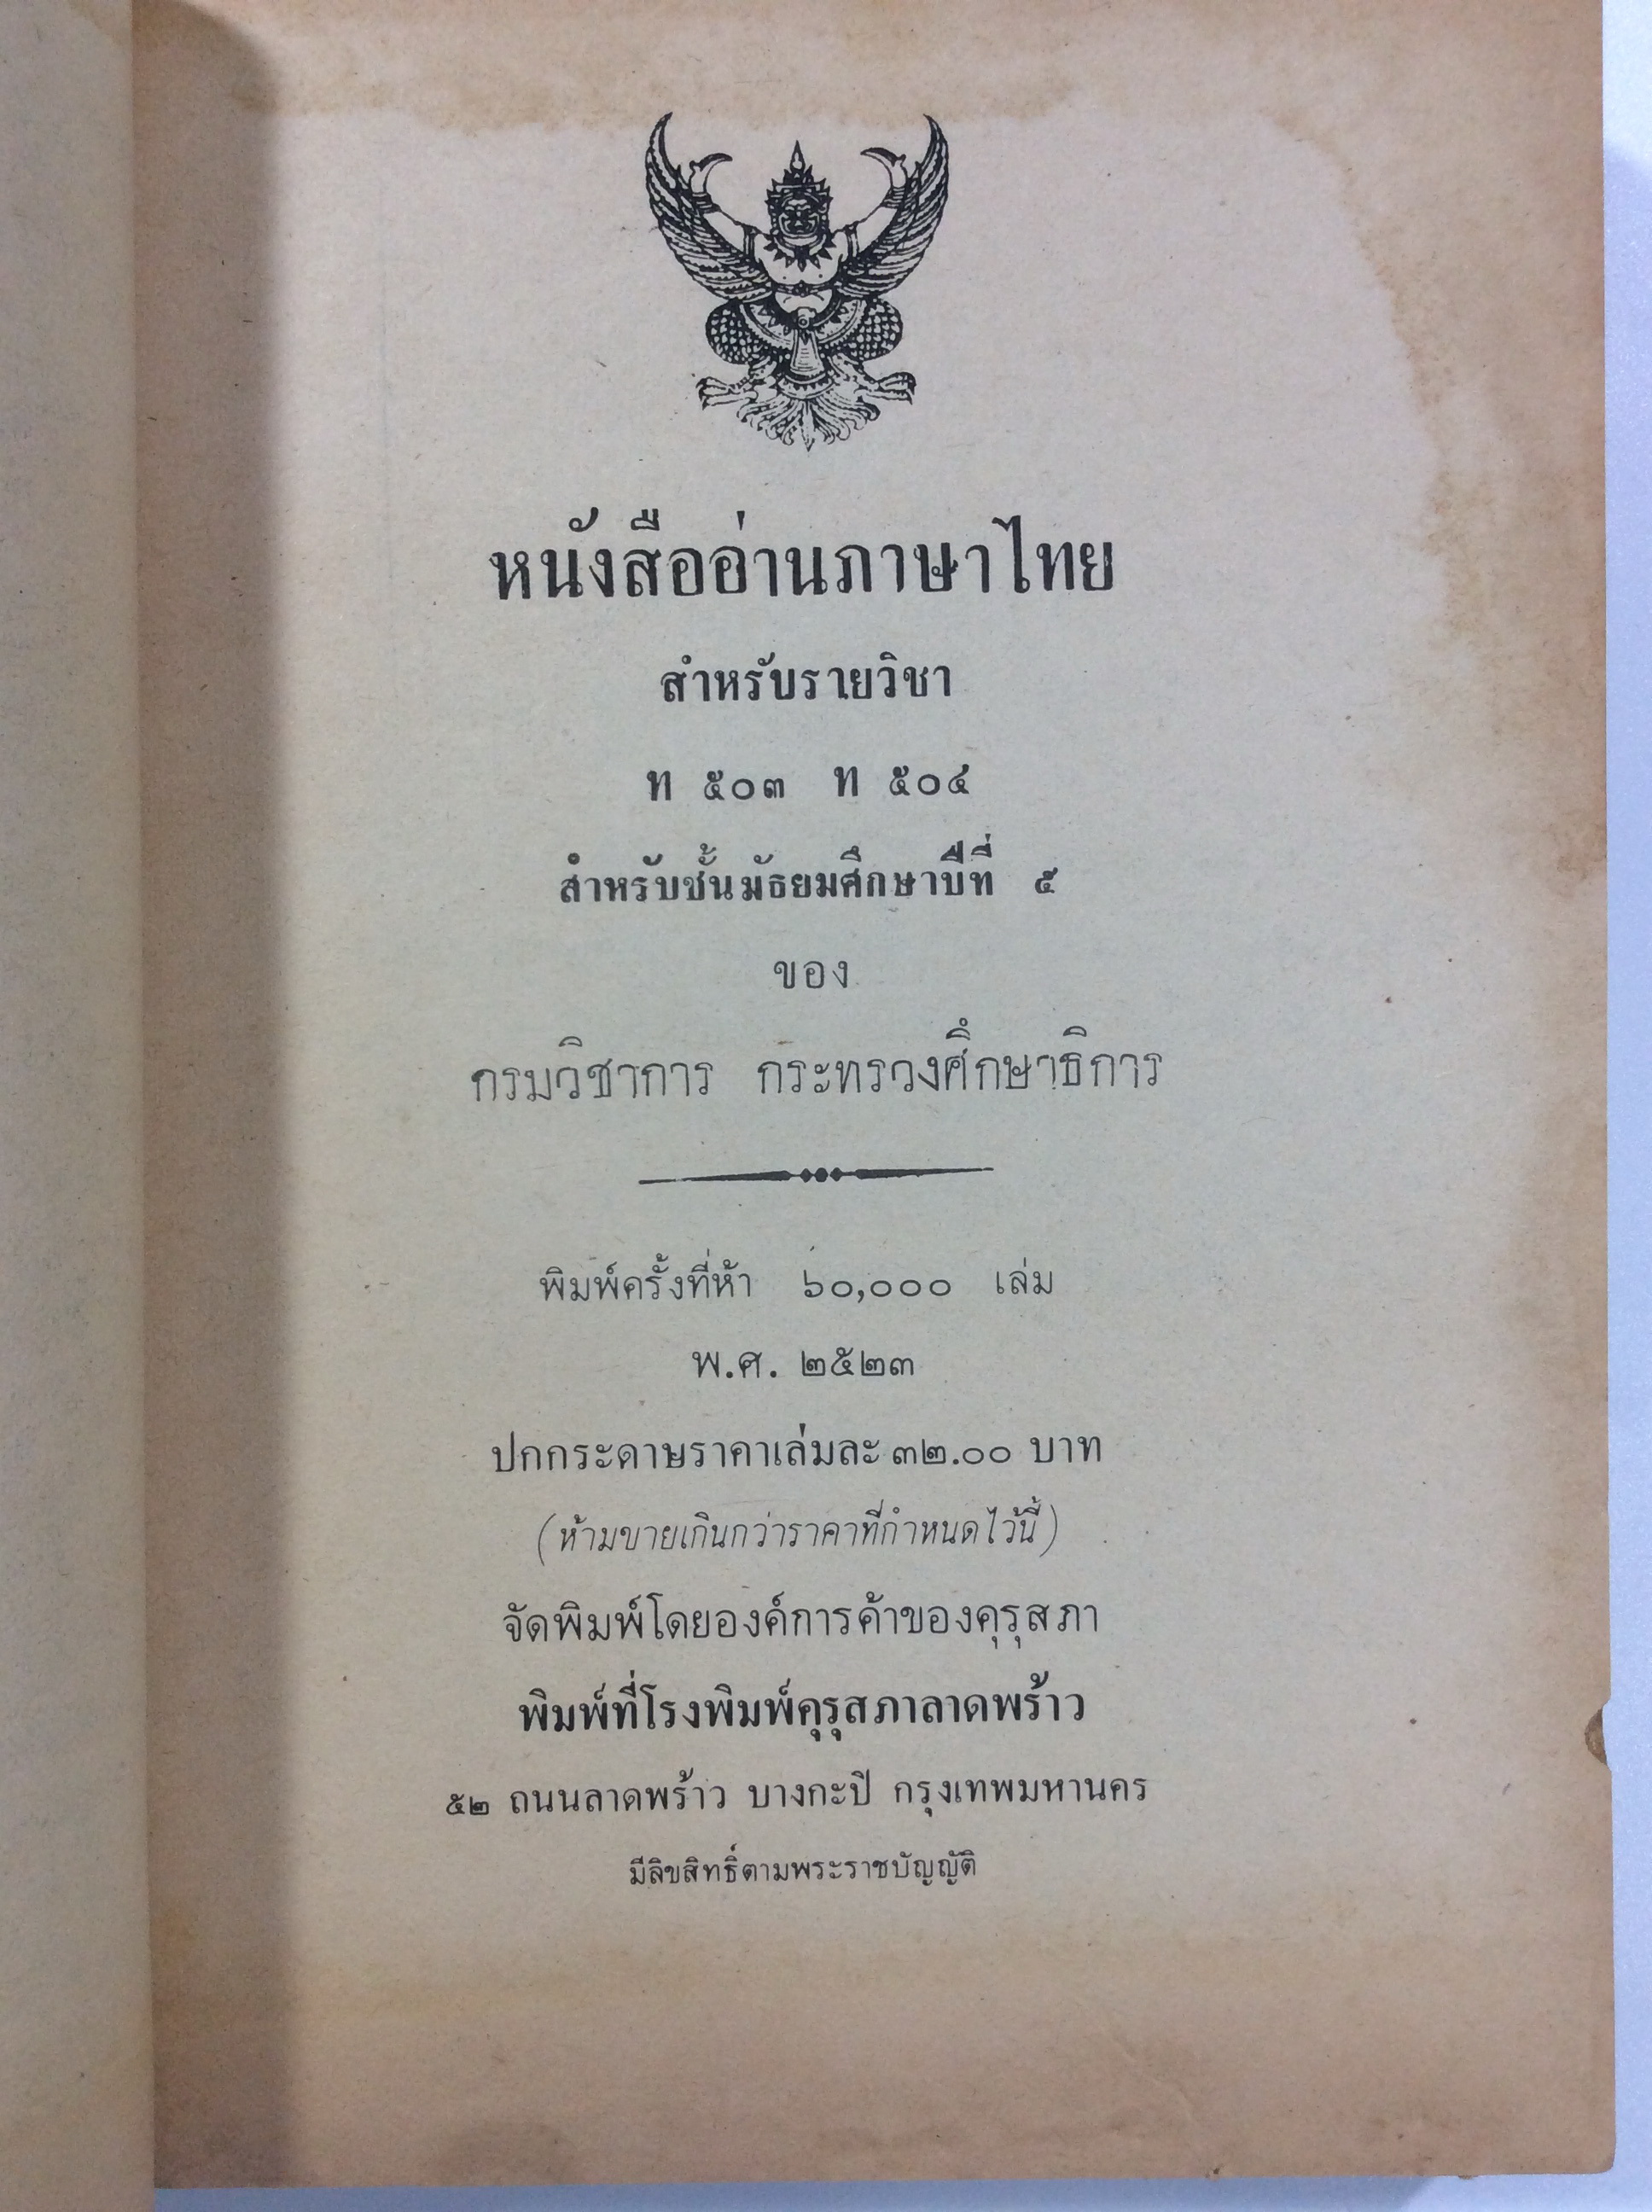 หนังสืออ่านภาษาไทย
สำหรับรายวิชา
ท ๕๐๓ ท ๕๐๔
สำหรับชั้นมัธยมศึกษาปีที่ ๕
ของ
กรมวิชาการ กระทรวงศึกษาธิการ
พิมพ์ครั้งที่ห้า ๖๐,๐๐๐ เล่ม
พ.ศ. ๒๕๒๓
ปกกระดาษราคาเล่มละ ๓๒.๐๐ บาท
(ห้ามขายเกินกว่าราคาที่กำหนดไว้นี้)
จัดพิมพ์โดยองค์การค้าของคุรุสภา
พิมพ์ที่โรงพิมพ์คุรุสภาลาดพร้าว
๕๒ ถนนลาดพร้าว บางกะปิ กรุงเทพมหานคร
มีลิขสิทธิ์ตามพระราชบัญญัติ